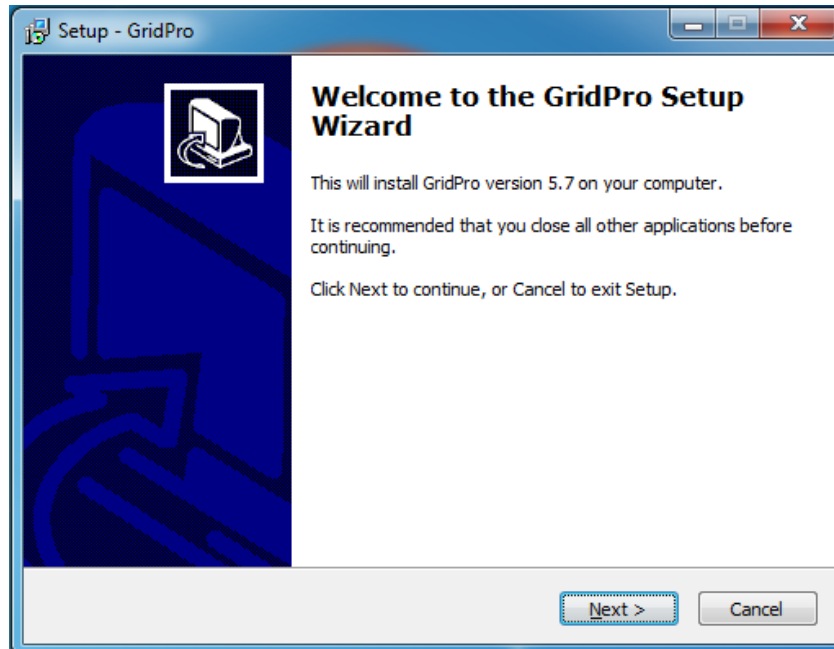 Setup - GridPro
Welcome to the GridPro Setup
Wizard
This will install GridPro version 5.7 on your computer.
It is recommended that you close all other applications before
continuing.
Click Next to continue, or Cancel to exit Setup.
Next >
Cancel